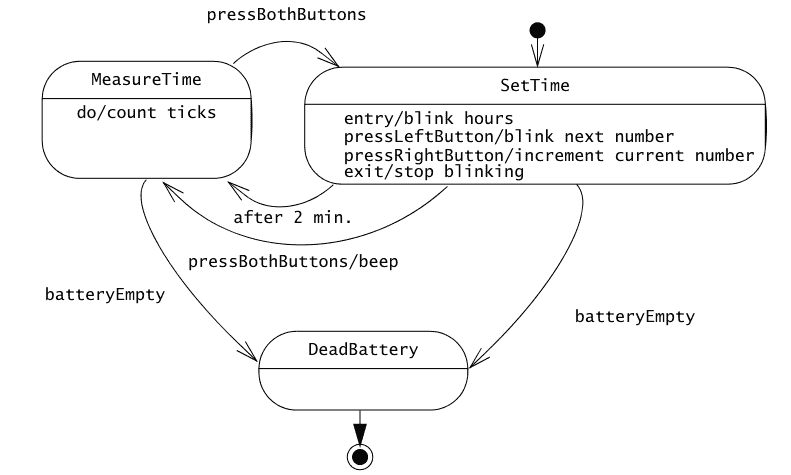 pressBothButtons
MeasureTime
do/count ticks
SetTime
entry/blink hours
pressLeftButton/blink next number
pressRightButton/increment current number
exit/stop blinking
after 2 min.
pressBothButtons/beep
batteryEmpty
batteryEmpty
DeadBattery